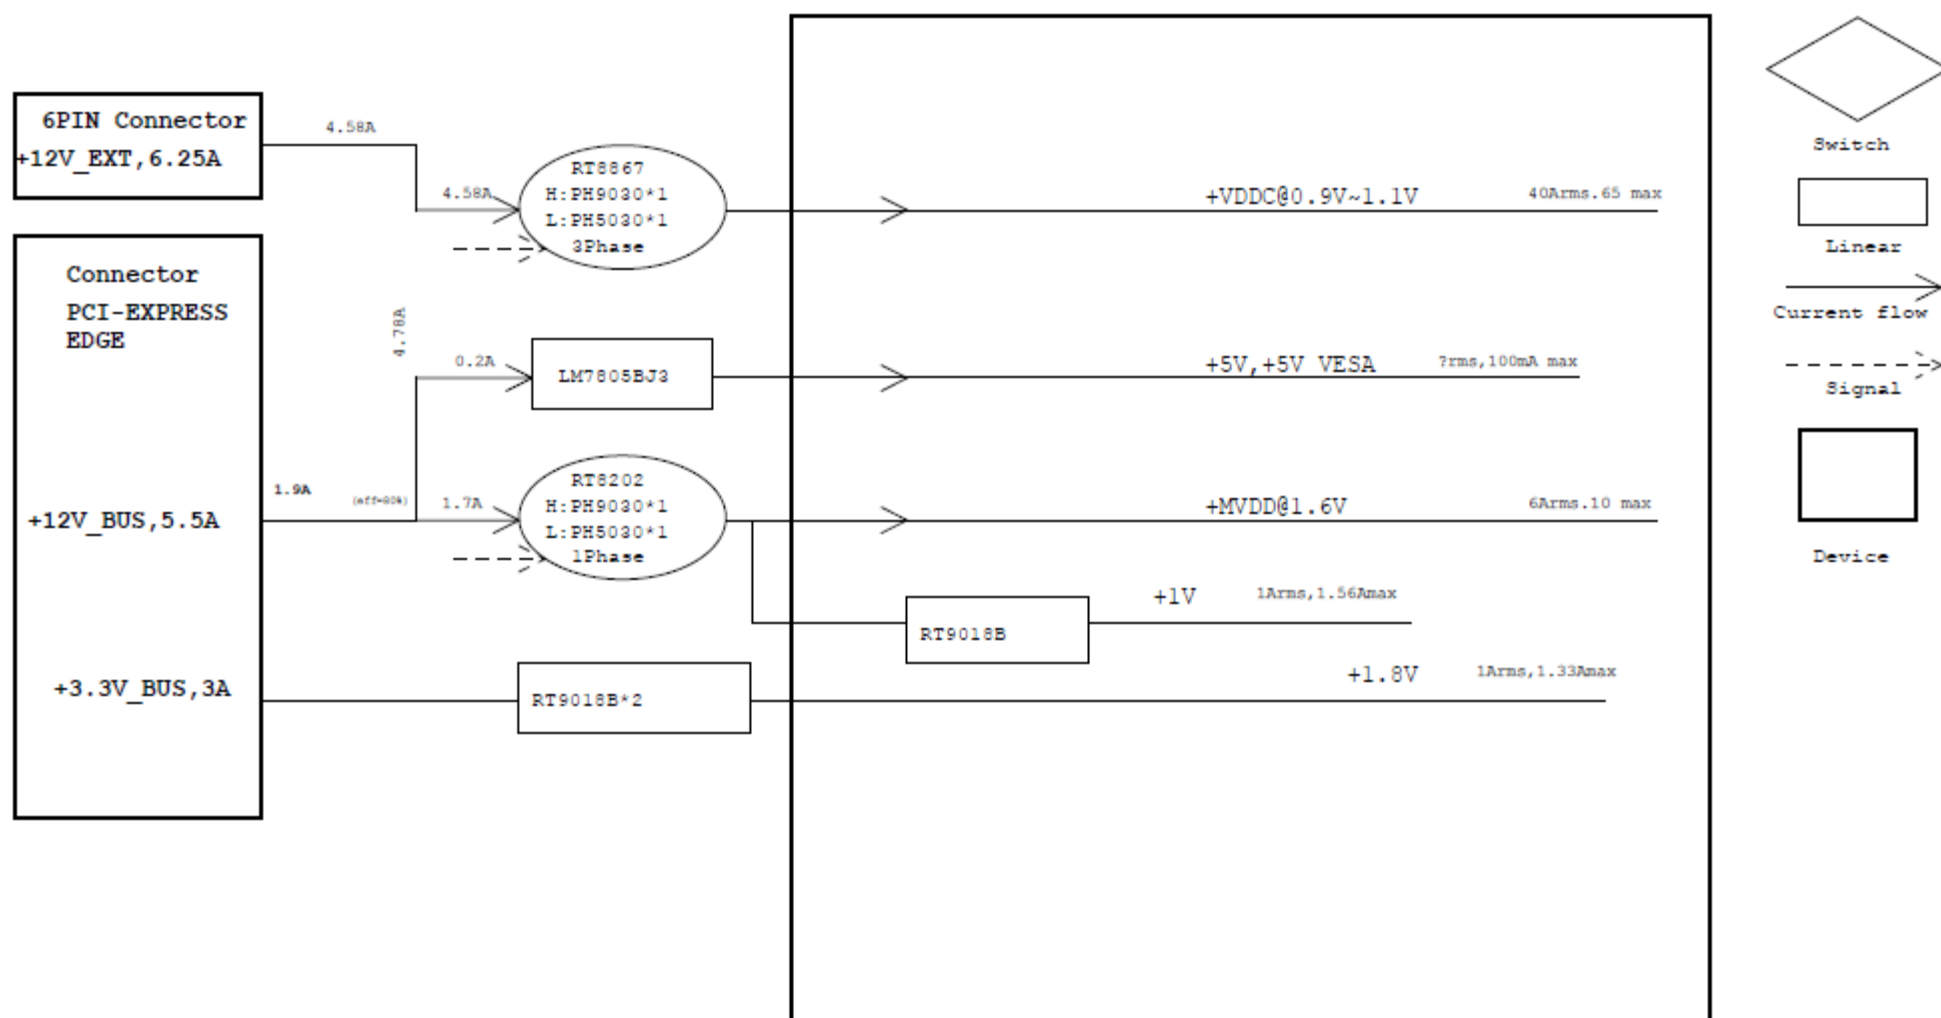 6PIN Connector
+12V_EXT,6.25A
4.58A
4.58A
RT8867
H:PH9030*1
L:PH5030*1
3Phase
+VDDC@0.9V~1.1V
40Arms.65 max
Connector
PCI-EXPRESS
EDGE
+12V_BUS,5.5A
+3.3V_BUS,3A
4.78A
0.2A
LM7805BJ3
+5V,+5V VESA
?rms,100mA max
1.9A
(eff=80%)
1.7A
RT8202
H:PH9030*1
L:PH5030*1
1Phase
+MVDD@1.6V
6Arms.10 max
RT9018B
+1V
1Arms,1.56Amax
RT9018B*2
+1.8V
1Arms,1.33Amax
Switch
Linear
Current flow
Signal
Device